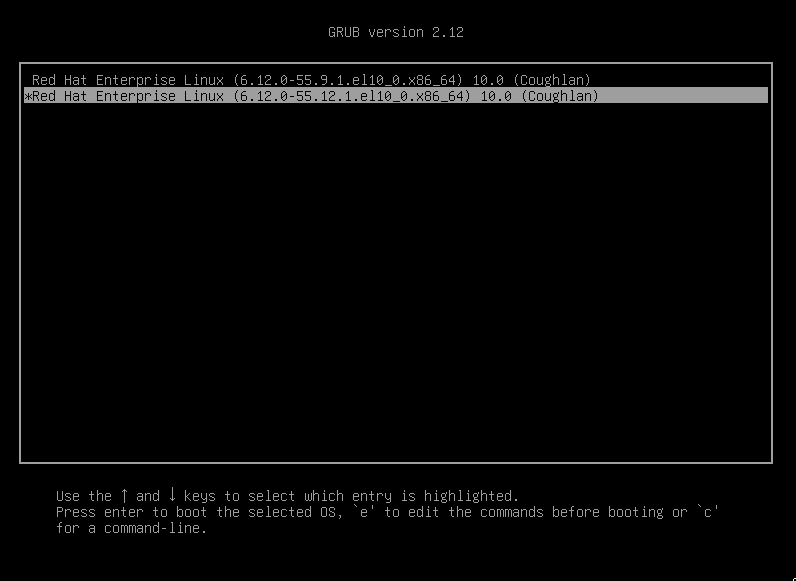 GRUB version 2.12
Red Hat Enterprise Linux (6.12.0-55.9.1.el10_0.x86_64) 10.0 (Coughlan)
*Red Hat Enterprise Linux (6.12.0-55.12.1.el10_0.x86_64) 10.0 (Coughlan)
Use the ↑ and ↓ keys to select which entry is highlighted.
Press enter to boot the selected OS, `e' to edit the commands before booting or `c'
for a command-line.